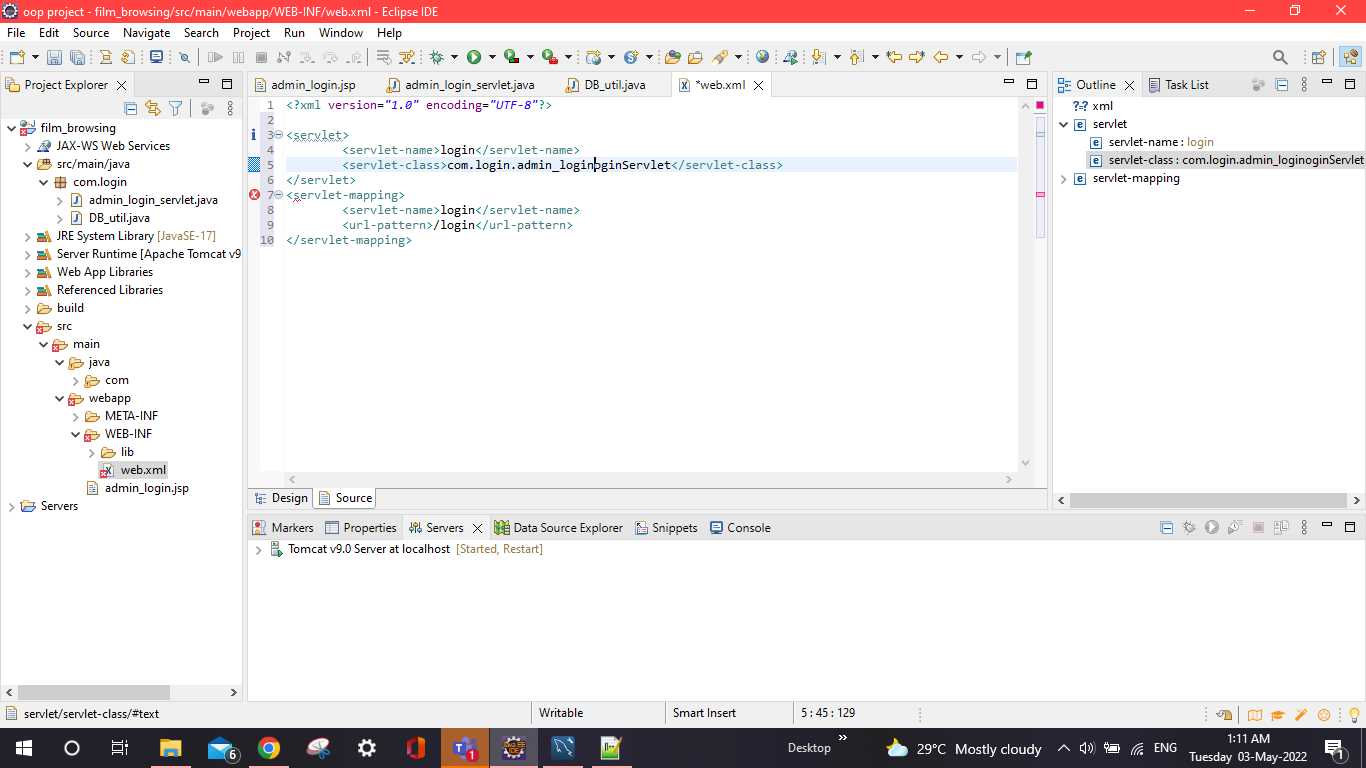 oop project - film_browsing/src/main/webapp/WEB-INF/web.xml - Eclipse IDE
File Edit Source Navigate Search Project Run Window Help
Project Explorer
film_browsing
JAX-WS Web Services
src/main/java
com.login
admin_login_servlet.java
DB_util.java
JRE System Library [JavaSE-17]
Server Runtime [Apache Tomcat v9
Web App Libraries
Referenced Libraries
build
src
main
java
com
webapp
META-INF
WEB-INF
lib
web.xml
admin_login.jsp
Servers
admin_login.jsp admin_login_servlet.java DB_util.java *web.xml
1 <?xml version="1.0" encoding="UTF-8"?>
2
3 <servlet>
4 <servlet-name>login</servlet-name>
5 <servlet-class>com.login.admin_loginoginServlet</servlet-class>
6 </servlet>
7 <servlet-mapping>
8 <servlet-name>login</servlet-name>
9 <url-pattern>/login</url-pattern>
10 </servlet-mapping>
Design Source
Outline Task List
?-? xml
e servlet
e servlet-name : login
e servlet-class : com.login.admin_loginoginServlet
e servlet-mapping
Markers Properties Servers Data Source Explorer Snippets Console
Tomcat v9.0 Server at localhost [Started, Restart]
servlet/servlet-class/#text Writable Smart Insert 5 : 45 : 129
6 1 Desktop » 29°C Mostly cloudy ENG
1:11 AM
Tuesday 03-May-2022
1